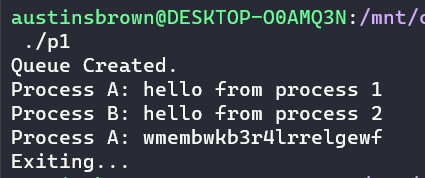 austinsbrown@DESKTOP-O0AMQ3N:/mnt/
./p1
Queue Created.
Process A: hello from process 1
Process B: hello from process 2
Process A: wmembwkb3r4lrrelgewf
Exiting...